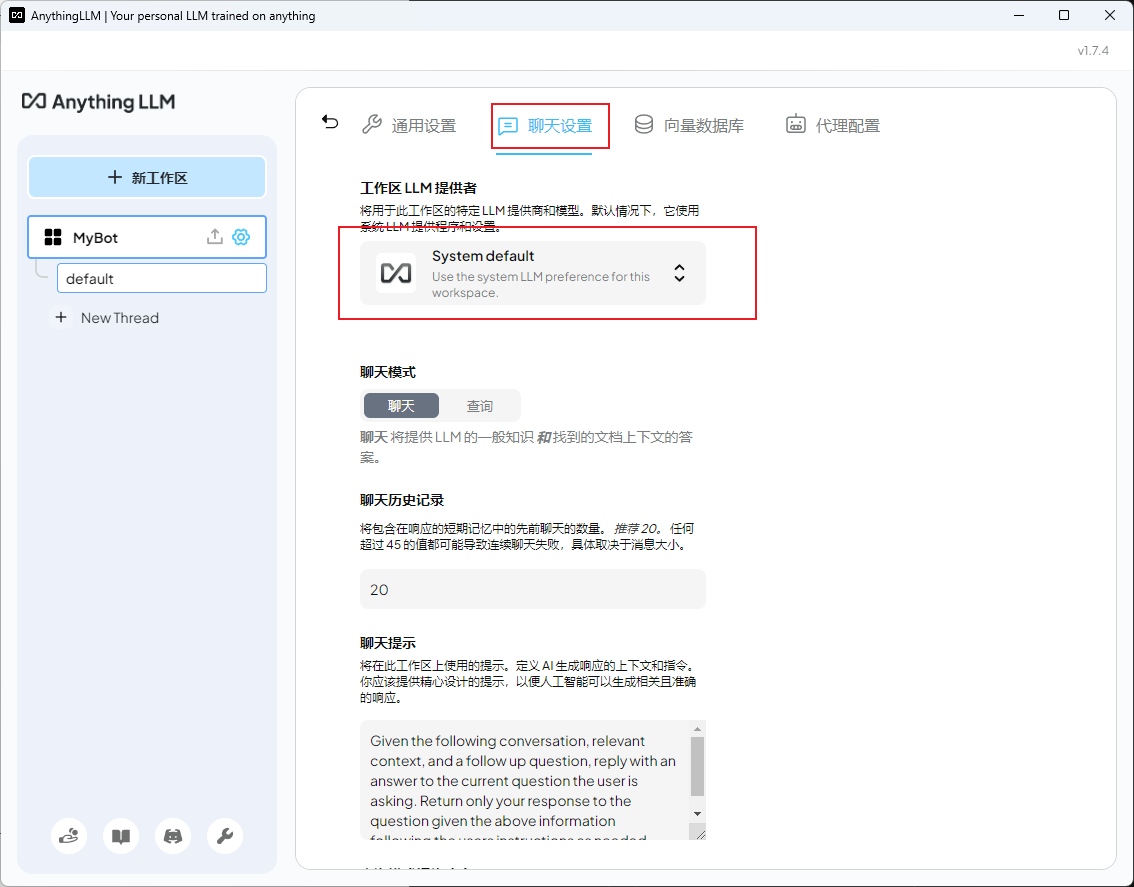 AnythingLLM | Your personal LLM trained on anything
v1.7.4
Anything LLM
通用设置
聊天设置
向量数据库
代理配置
新工作区
MyBot
default
New Thread
工作区 LLM 提供者
将用于此工作区的特定 LLM 提供商和模型。默认情况下，它使用
系统 LLM 提供程序和设置。
System default
Use the system LLM preference for this
workspace.
聊天模式
聊天
查询
聊天 将提供 LLM 的一般知识 和 找到的文档上下文的答
案。
聊天历史记录
将包含在响应的短期记忆中的先前聊天的数量。 推荐 20。 任何
超过 45 的值都可能导致连续聊天失败，具体取决于消息大小。
20
聊天提示
将在此工作区上使用的提示。定义 AI 生成响应的上下文和指令。
你应该提供精心设计的提示，以便人工智能可以生成相关且准确
的响应。
Given the following conversation, relevant
context, and a follow up question, reply with an
answer to the current question the user is
asking. Return only your response to the
question given the above information
following the users instructions as needed.